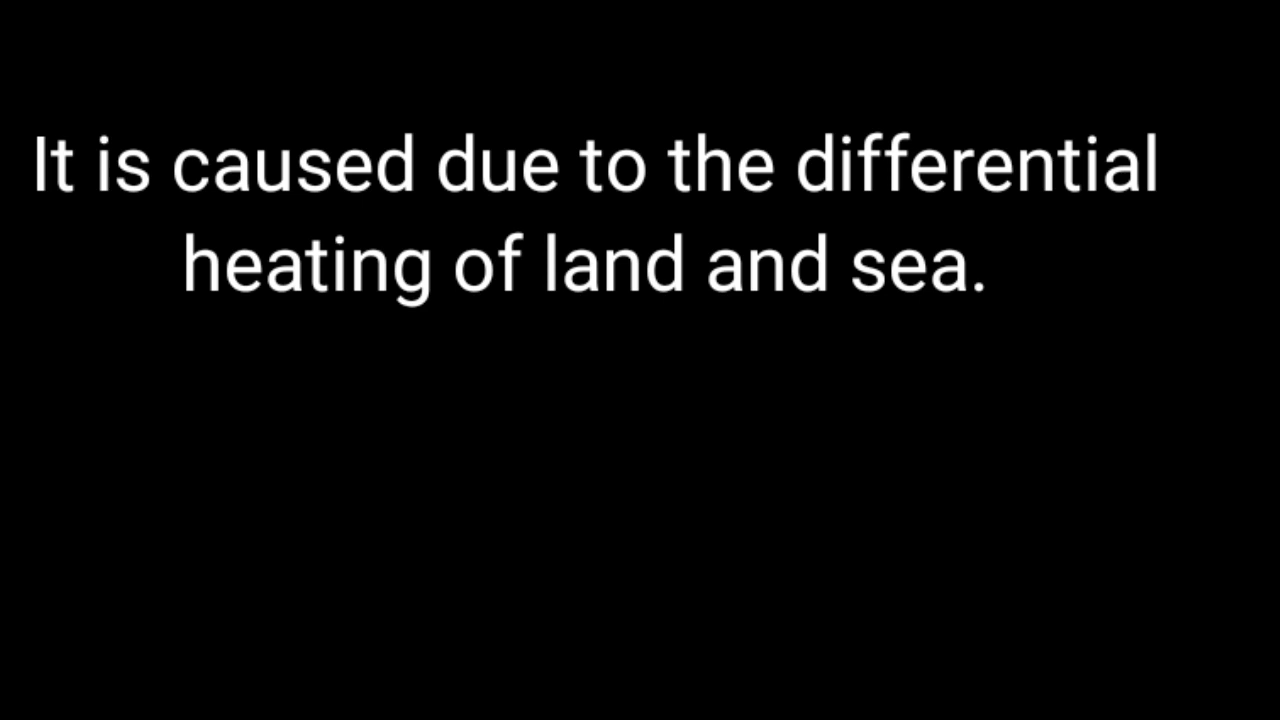 It is caused due to the differential
heating of land and sea.